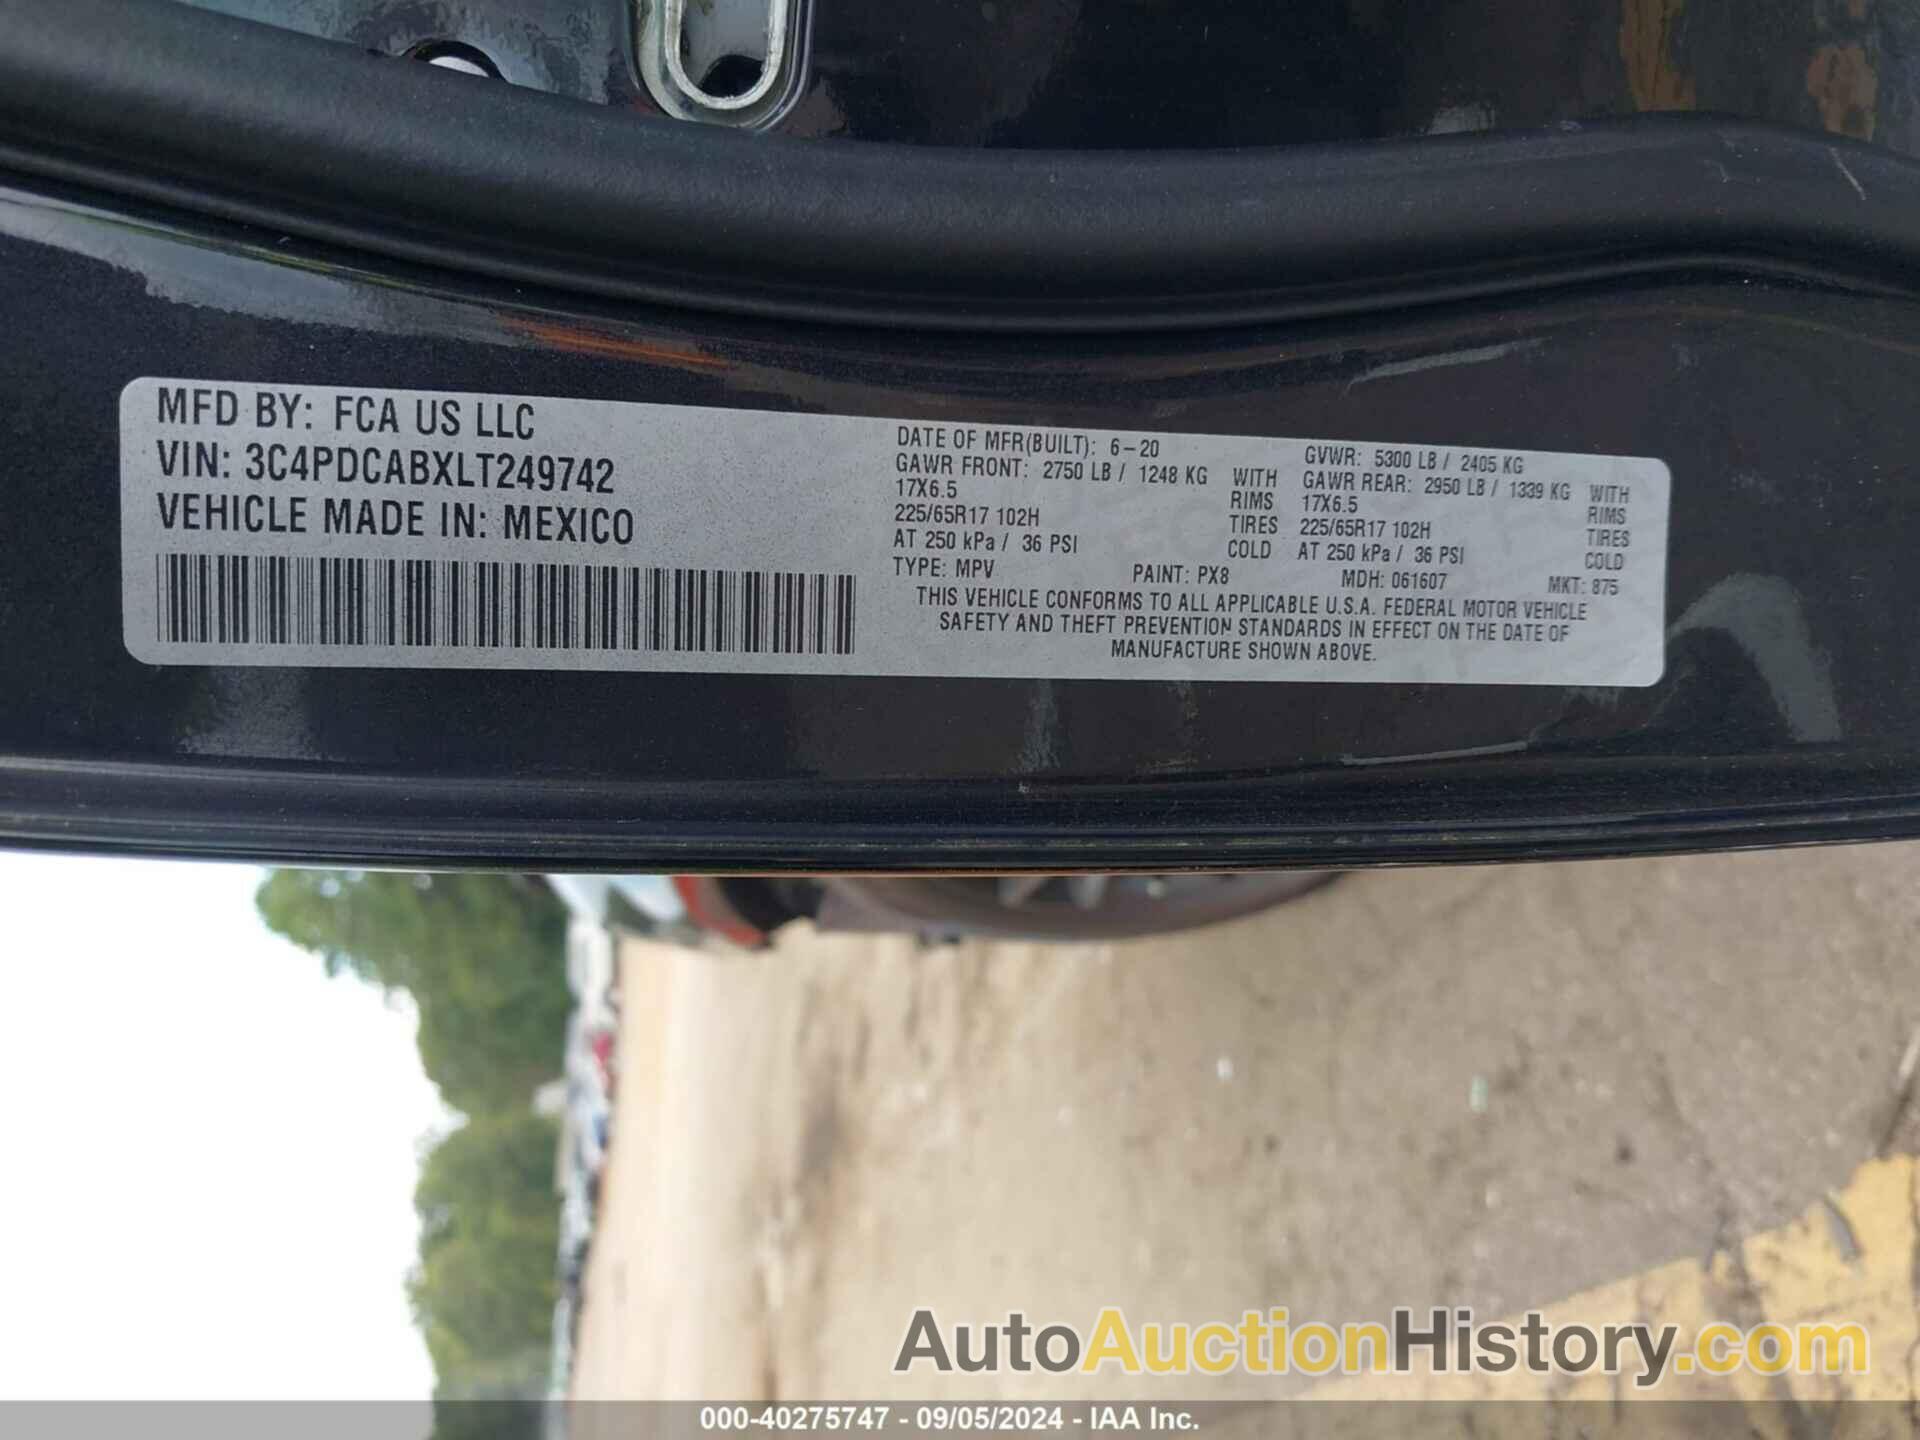 MFD BY: FCA US LLC
VIN: 3C4PDCABXLT249742
VEHICLE MADE IN: MEXICO
DATE OF MFR(BUILT): 6-20
GVWR: 5300 LB / 2405 KG
GAWR FRONT: 2750 LB / 1248 KG WITH
17X6.5 RIMS
225/65R17 102H TIRES
AT 250 kPa / 36 PSI COLD
GAWR REAR: 2950 LB / 1339 KG WITH
17X6.5 RIMS
225/65R17 102H TIRES
AT 250 kPa / 36 PSI COLD
TYPE: MPV PAINT: PX8 MDH: 061607 MKT: 875
THIS VEHICLE CONFORMS TO ALL APPLICABLE U.S.A. FEDERAL MOTOR VEHICLE
SAFETY AND THEFT PREVENTION STANDARDS IN EFFECT ON THE DATE OF
MANUFACTURE SHOWN ABOVE.
AutoAuctionHistory.com
000-40275747 - 09/05/2024 - IAA Inc.